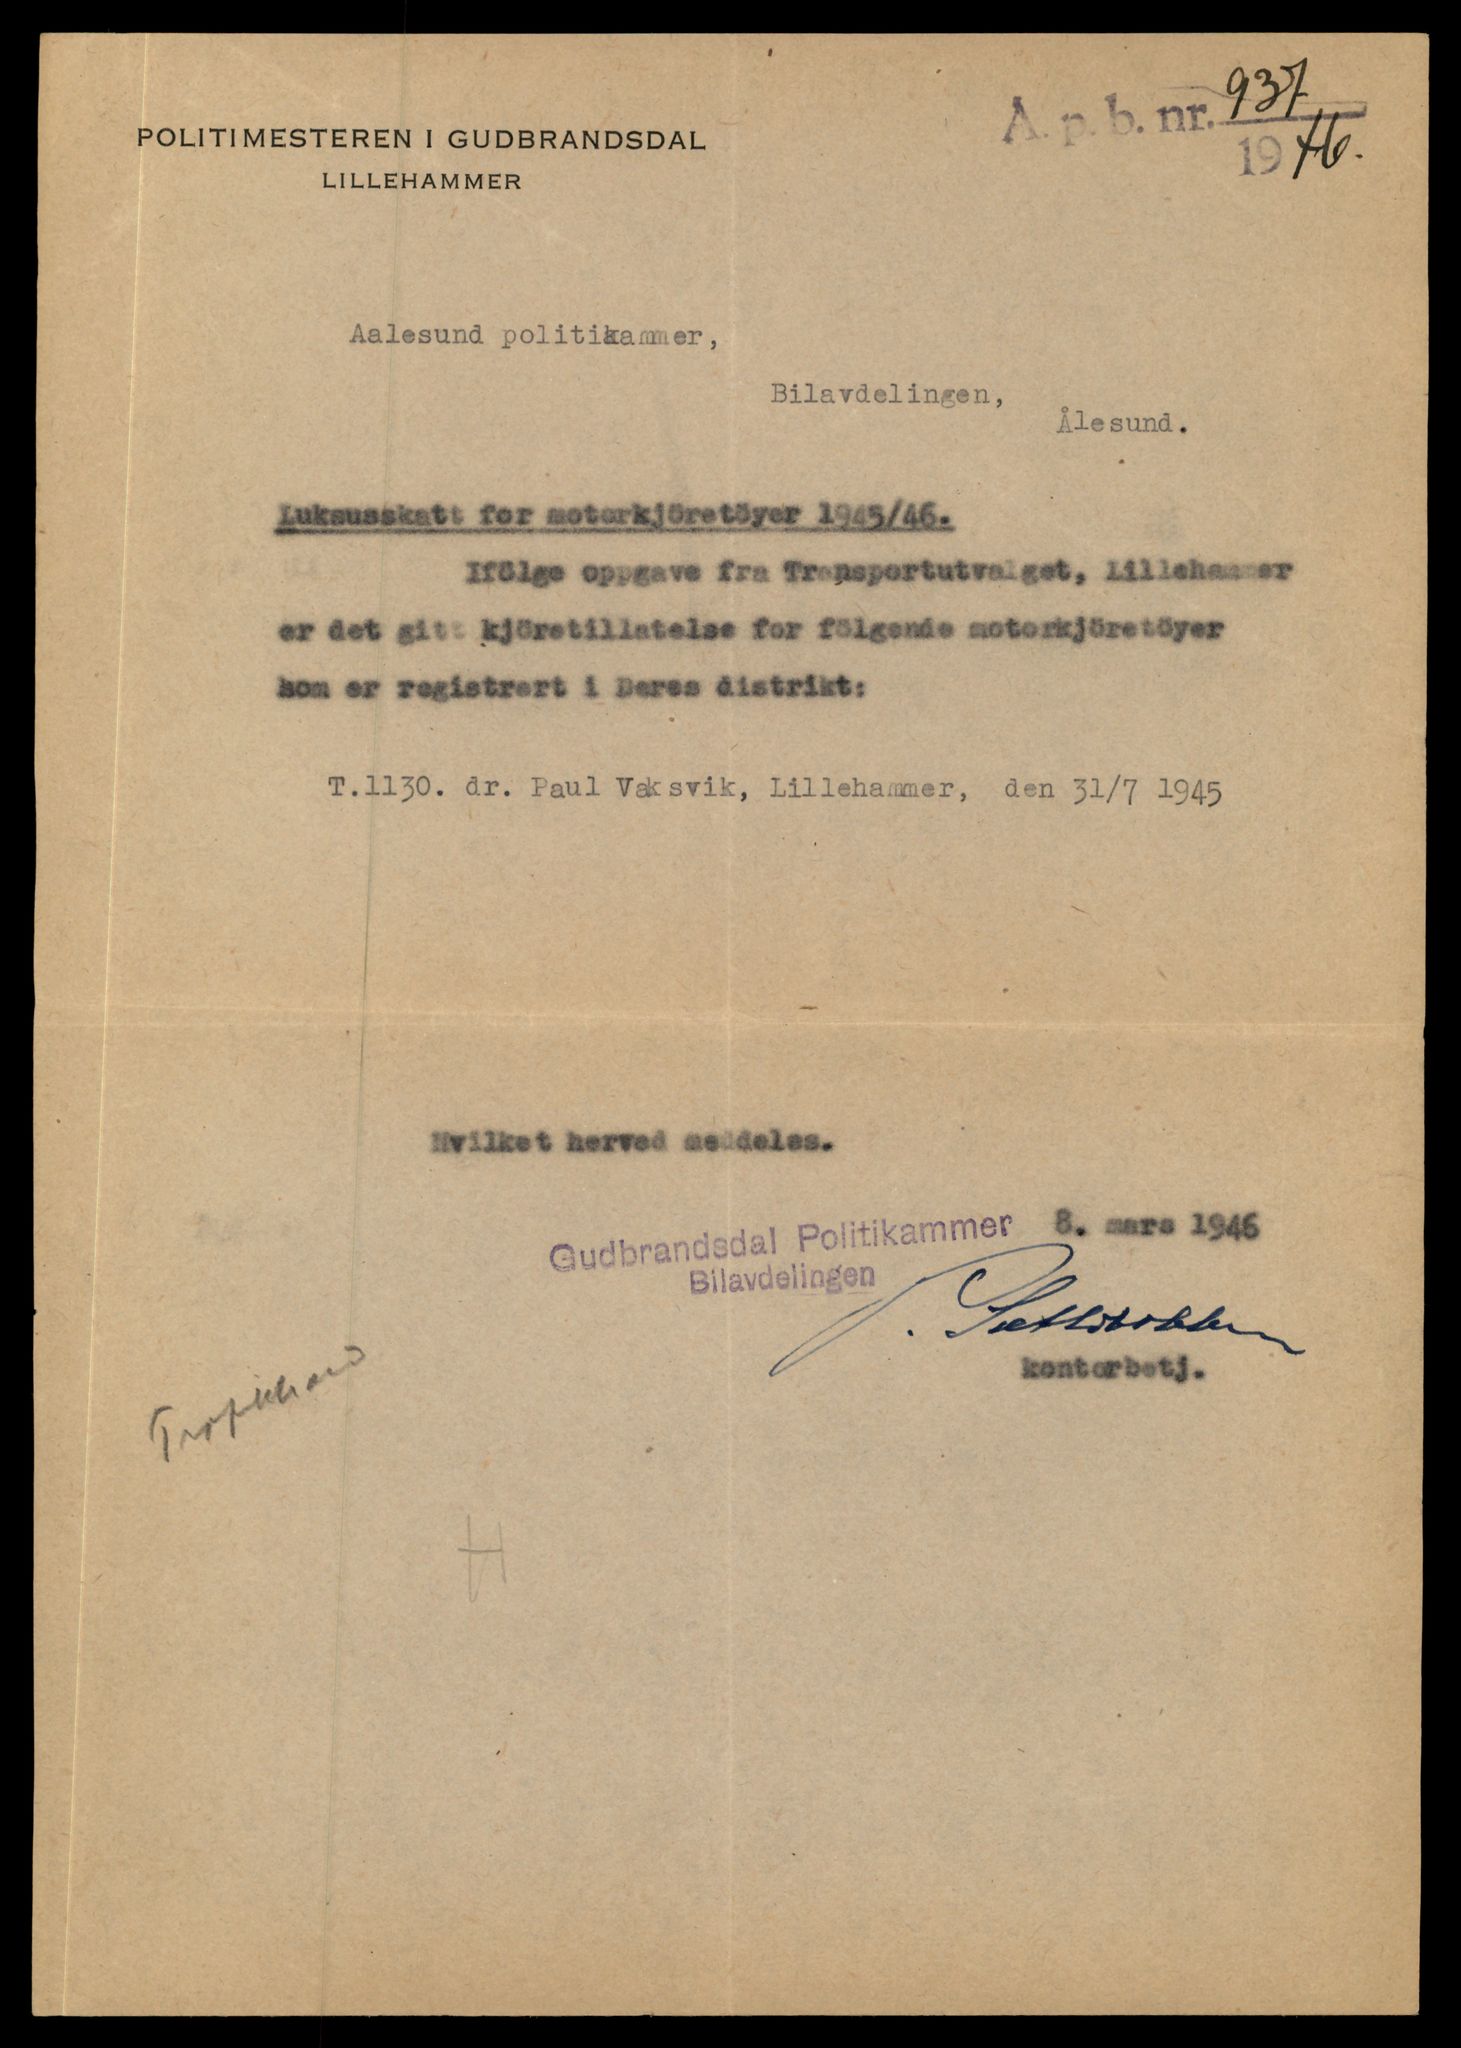 POLITIMESTEREN I GUDBRANDSDAL
LILLEHAMMER
A. p. b. nr. 937
1946.
Aalesund politikammer,
Bilavdelingen,
Ålesund.
Luksusskatt for motorkjöretöyer 1945/46.
Ifölge oppgave fra Transportutvalget, Lillehammer
er det gitt kjöretillatelse for fölgende motorkjöretöyer
som er registrert i Deres distrikt:
T.1130. dr. Paul Vaksvik, Lillehammer, den 31/7 1945
Hvilket herved meddeles.
Gudbrandsdal Politikammer 8. mars 1946
Bilavdelingen
kontorbetj.
H